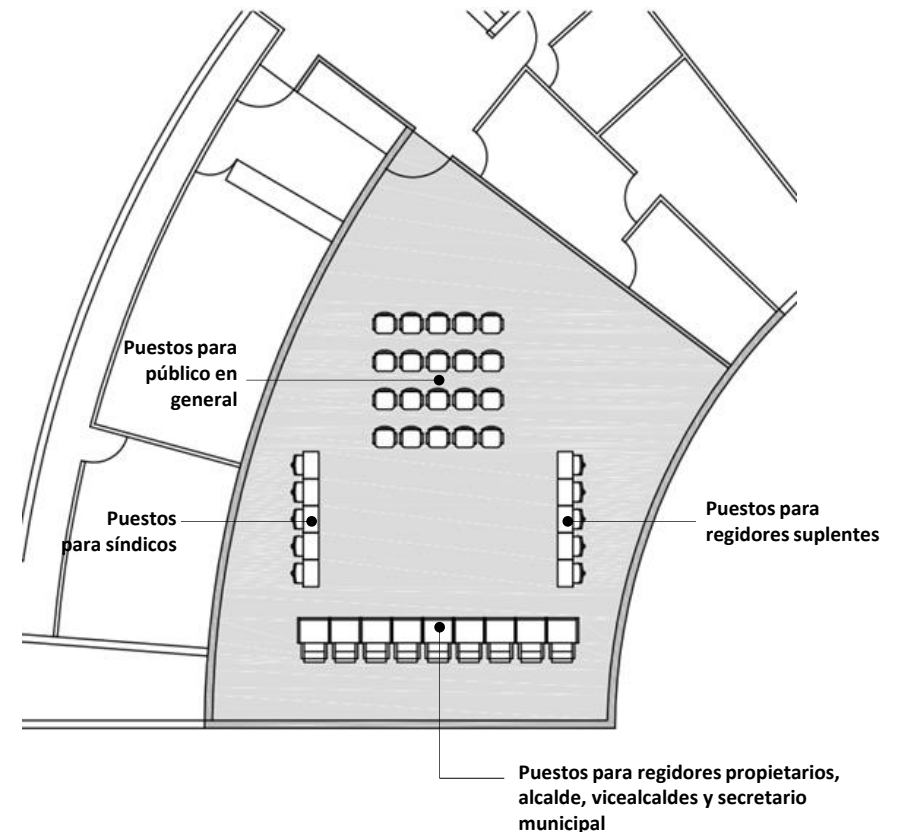 Puestos para
público en
general
Puestos
para síndicos
Puestos para
regidores suplentes
Puestos para regidores propietarios,
alcalde, vicealcaldes y secretario
municipal